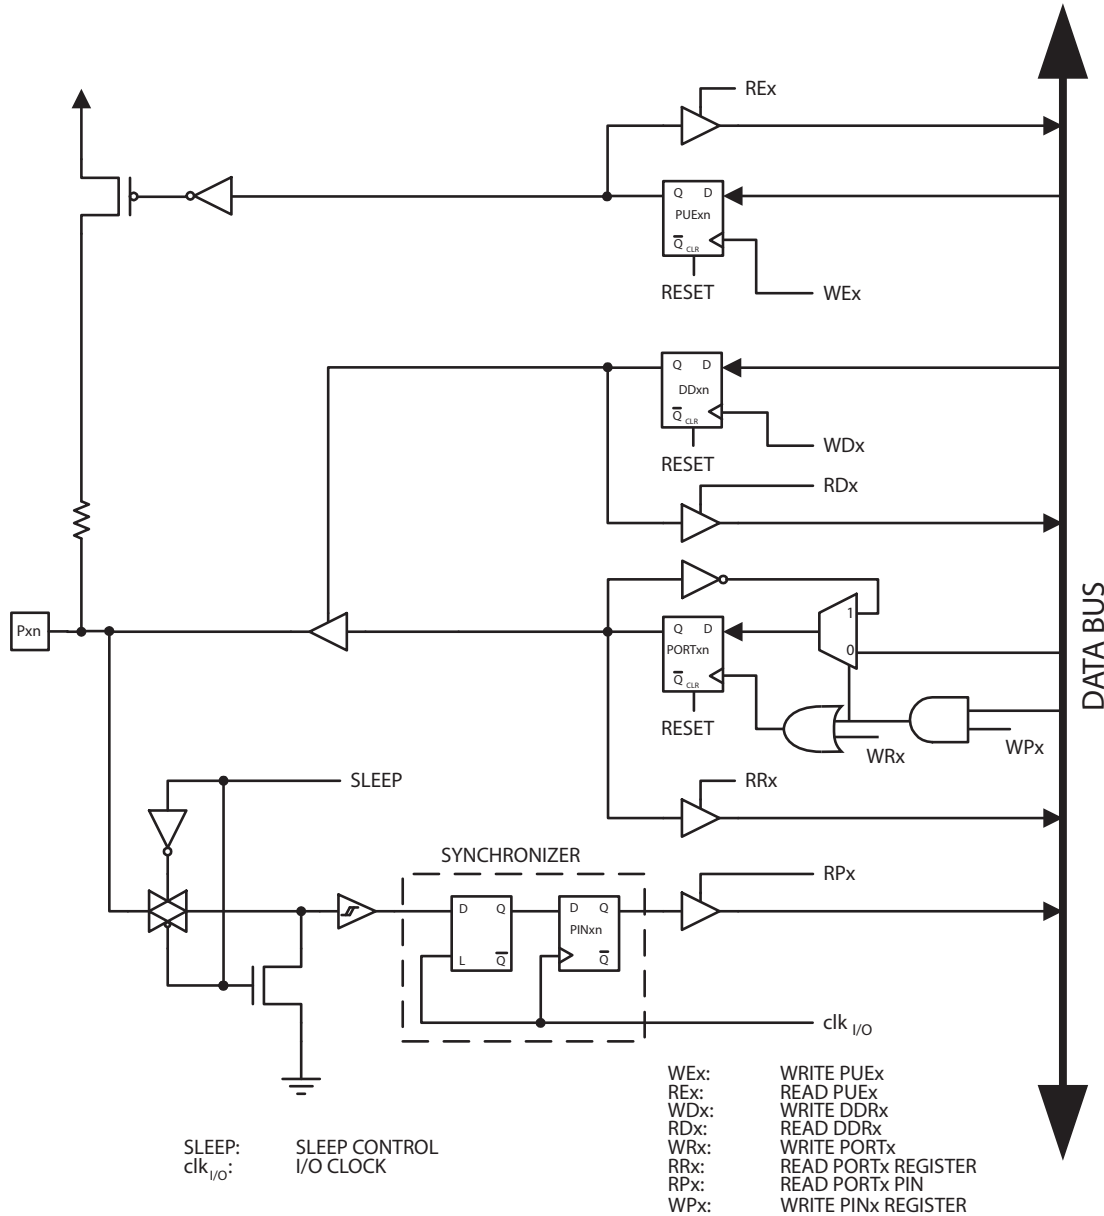 REx
Q D
PUExn
Q CLR
RESET
WEx
Q D
DDxn
Q CLR
RESET
WDx
RDx
DATA BUS
1
Pxn
Q D
PORTxn
0
Q CLR
RESET
WRx
WPx
SLEEP
RRx
SYNCHRONIZER
RPx
D Q
D Q
PINxn
L Q
Q
clk I/O
WEx: WRITE PUEx
REx: READ PUEx
WDx: WRITE DDRx
RDx: READ DDRx
WRx: WRITE PORTx
RRx: READ PORTx REGISTER
RPx: READ PORTx PIN
WPx: WRITE PINx REGISTER
SLEEP: SLEEP CONTROL
clk I/O: I/O CLOCK